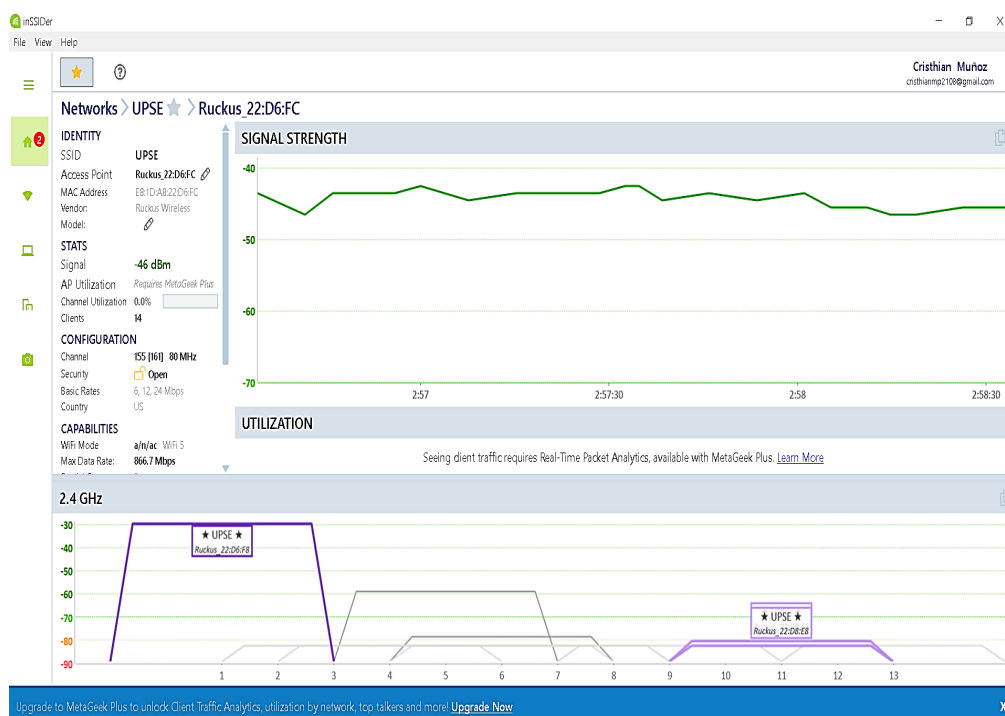 inSSIDer
File View Help
Cristhian Muñoz
cristhianmp2108@gmail.com
Networks UPSE Ruckus_22:D6:FC
2
IDENTITY
SSID UPSE
Access Point Ruckus_22:D6:FC
MAC Address E8:1D:A8:22:D6:FC
Vendor: Ruckus Wireless
Model:
STATS
Signal -46 dBm
AP Utilization Requires MetaGeek Plus
Channel Utilization 0.0%
Clients 14
CONFIGURATION
Channel 155 [161] 80 MHz
Security Open
Basic Rates 6, 12, 24 Mbps
Country US
CAPABILITIES
WiFi Mode a/n/ac WiFi 5
Max Data Rate: 866.7 Mbps
SIGNAL STRENGTH
-40
-50
-60
-70
2:57 2:57:30 2:58 2:58:30
UTILIZATION
Seeing client traffic requires Real-Time Packet Analytics, available with MetaGeek Plus. Learn More
2.4 GHz
-30
-40
-50
-60
-70
-80
-90
★ UPSE ★
Ruckus_22:D6:F8
★ UPSE ★
Ruckus_22:D8:E8
1 2 3 4 5 6 7 8 9 10 11 12 13
Upgrade to MetaGeek Plus to unlock Client Traffic Analytics, utilization by network, top talkers and more! Upgrade Now